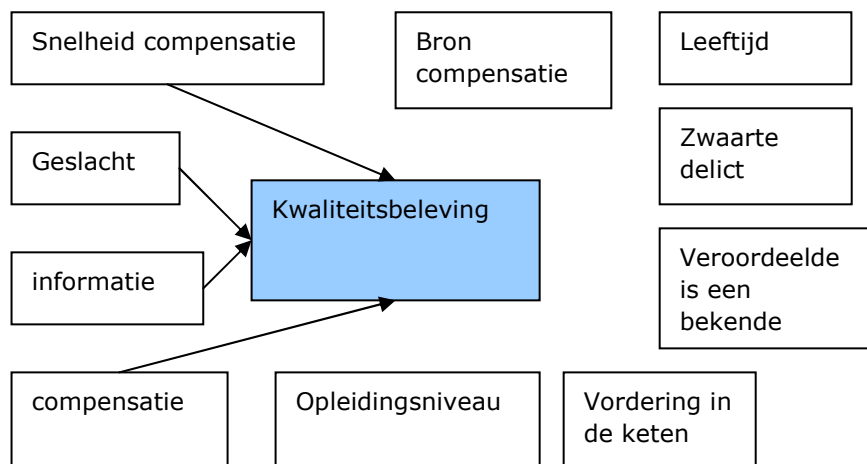 Snelheid compensatie
Bron
compensatie
Leeftijd
Geslacht
Zwaarte
delict
Kwaliteitsbeleving
informatie
Veroordeelde
is een
bekende
compensatie
Opleidingsniveau
Vordering in
de keten